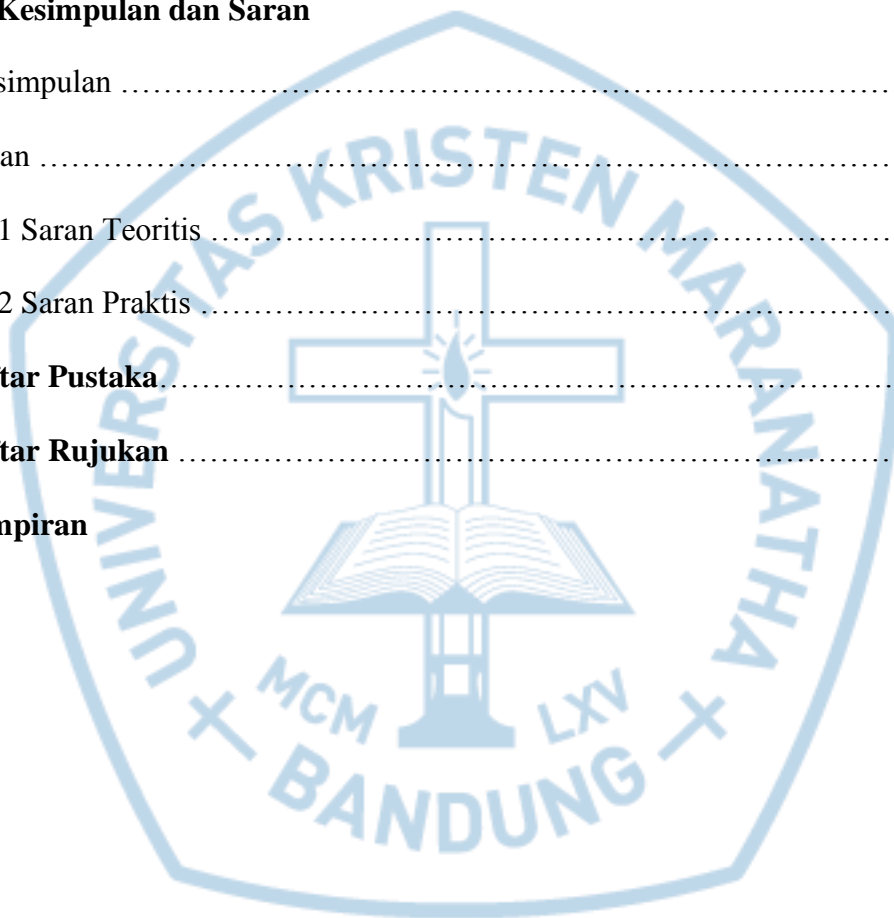 Kesimpulan dan Saran
simpulan …………………………………………………………...………
an ………………………………………………………………………
1 Saran Teoritis …………………………………………………………
2 Saran Praktis …………………………………………………………
tar Pustaka………………………………………………………………
tar Rujukan ……………………………………………………………
mpiran
UNIVERSITAS KRISTEN MARANATHA
MCM LXV
BANDUNG